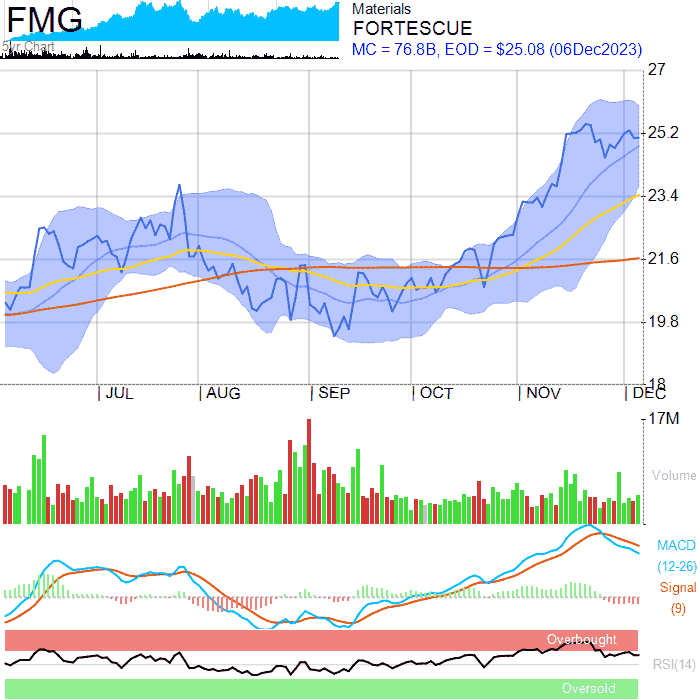 FMG
5yr Chart
Materials
FORTESCUE
MC = 76.8B, EOD = $25.08 (06Dec2023)
27
25.2
23.4
21.6
19.8
18
JUL AUG SEP OCT NOV DEC
17M
Volume
MACD
(12-26)
Signal
(9)
Overbought
RSI(14)
Oversold